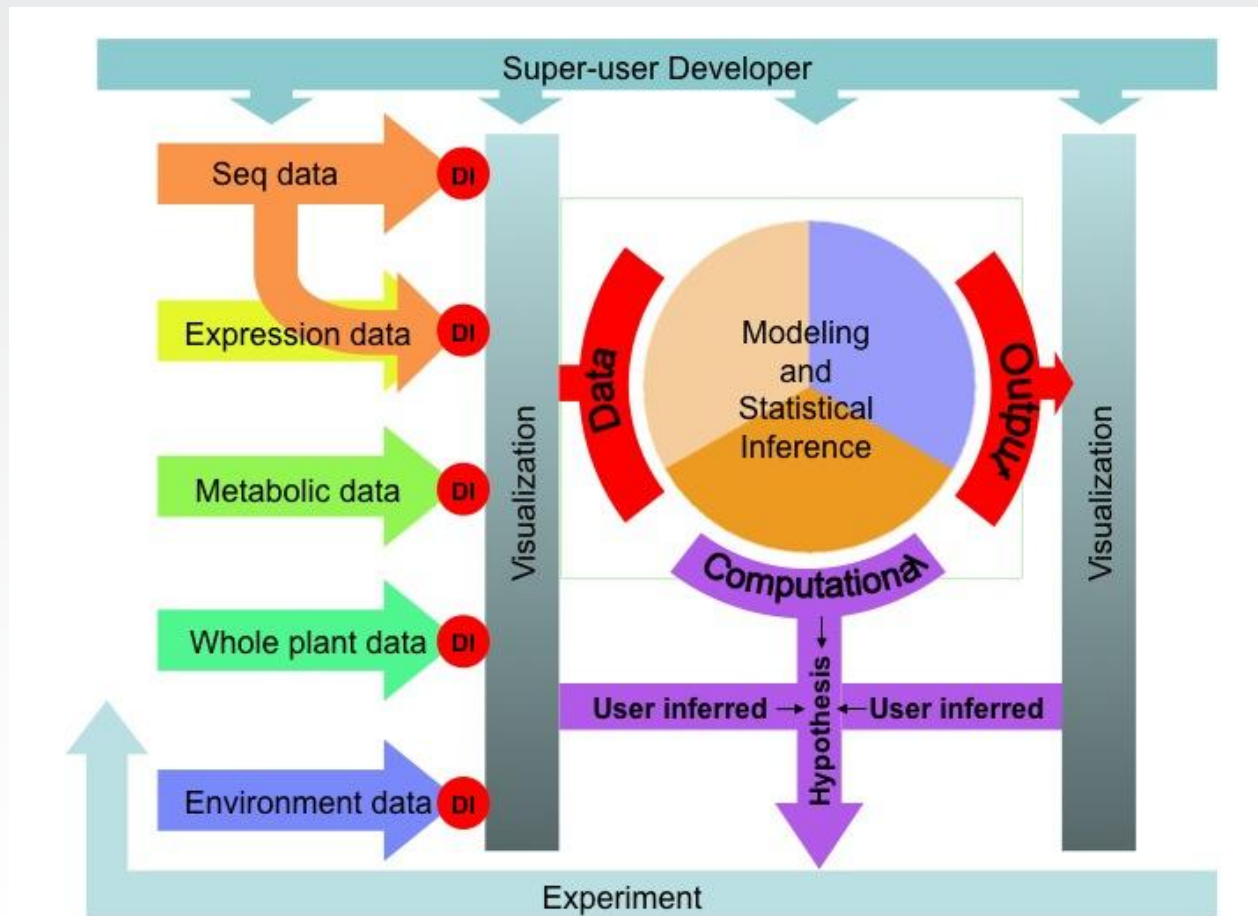 Super-user Developer
Seq data
DI
Expression data
DI
Metabolic data
DI
Whole plant data
DI
Environment data
DI
Visualization
Data
Modeling
and
Statistical
Inference
Output
Computational
Hypothesis
User inferred
User inferred
Visualization
Experiment